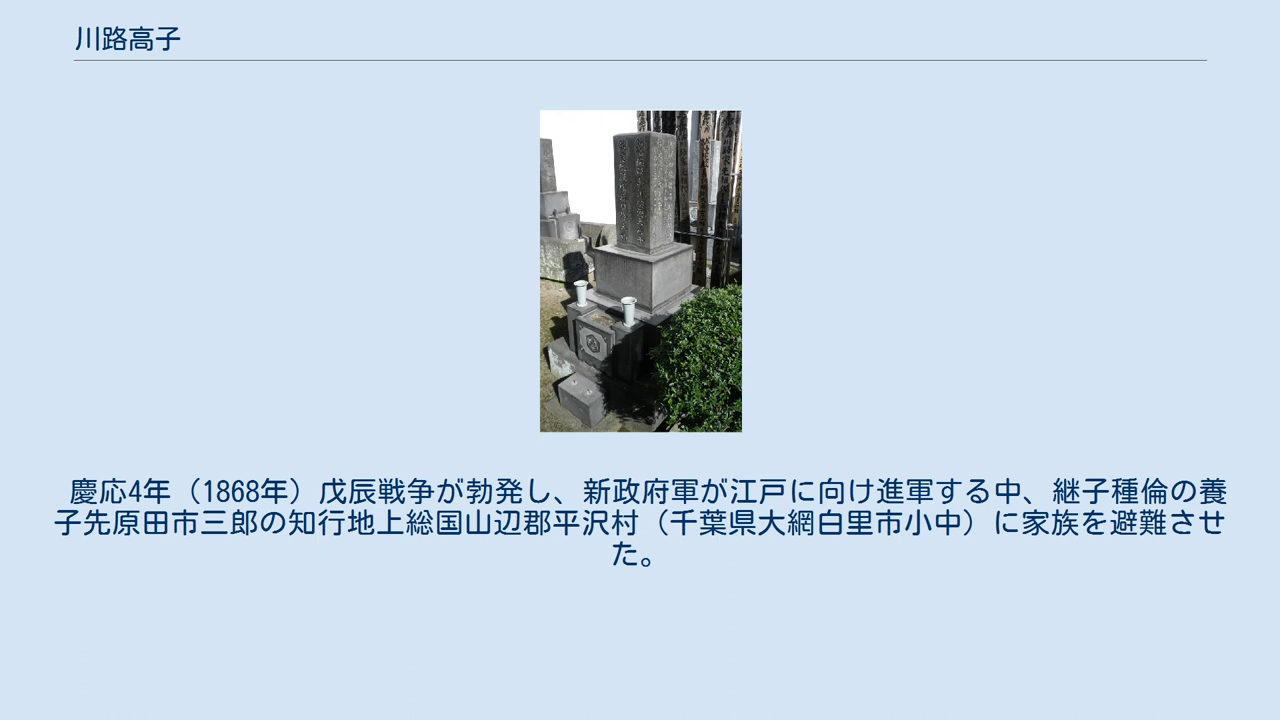 川路高子
慶応4年（1868年）戊辰戦争が勃発し、新政府軍が江戸に向け進軍する中、継子種倫の養
子先原田市三郎の知行地上総国山辺郡平沢村（千葉県大網白里市小中）に家族を避難させ
た。